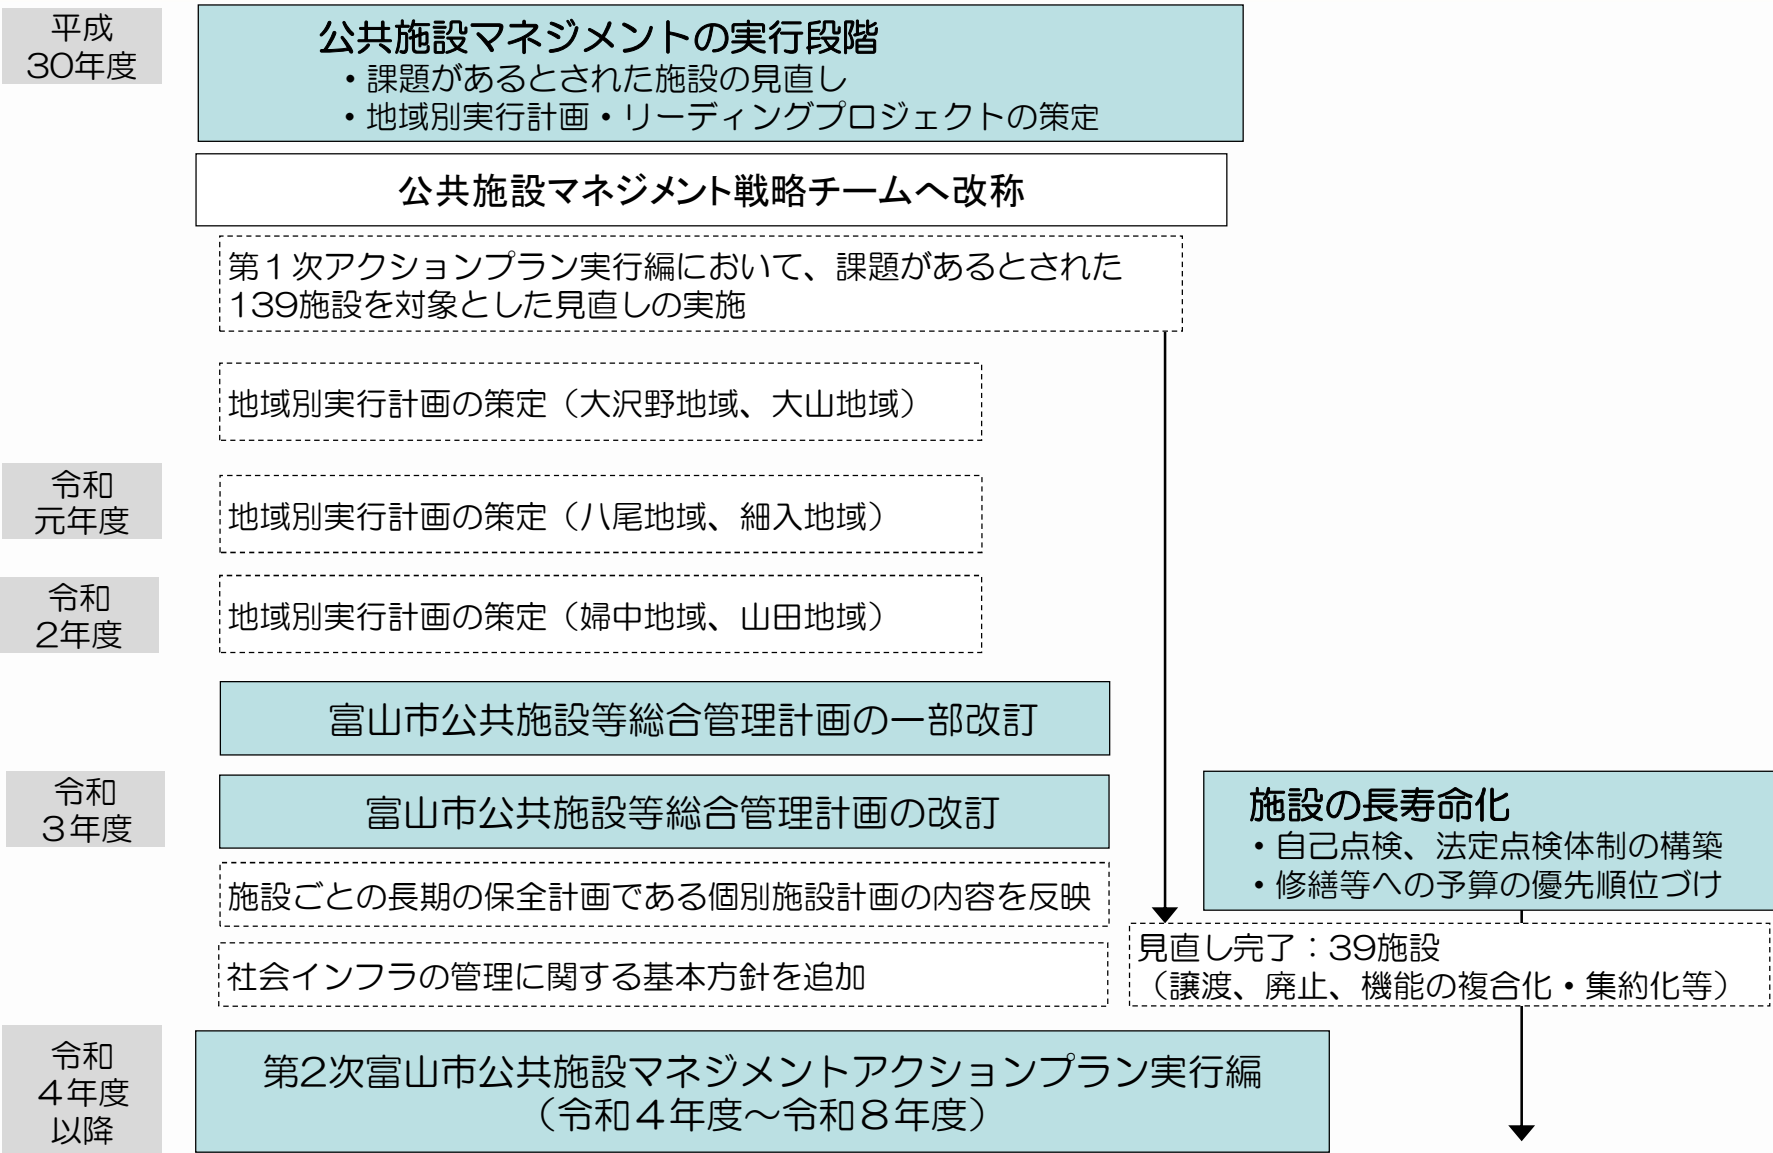 平成
30年度
公共施設マネジメントの実行段階
・課題があるとされた施設の見直し
・地域別実行計画・リーディングプロジェクトの策定
公共施設マネジメント戦略チームへ改称
第１次アクションプラン実行編において、課題があるとされた
139施設を対象とした見直しの実施
地域別実行計画の策定（大沢野地域、大山地域）
令和
元年度
地域別実行計画の策定（八尾地域、細入地域）
令和
2年度
地域別実行計画の策定（婦中地域、山田地域）
富山市公共施設等総合管理計画の一部改訂
令和
３年度
富山市公共施設等総合管理計画の改訂
施設ごとの長期の保全計画である個別施設計画の内容を反映
社会インフラの管理に関する基本方針を追加
施設の長寿命化
・自己点検、法定点検体制の構築
・修繕等への予算の優先順位づけ
見直し完了：39施設
（譲渡、廃止、機能の複合化・集約化等）
令和
４年度
以降
第2次富山市公共施設マネジメントアクションプラン実行編
（令和４年度～令和８年度）